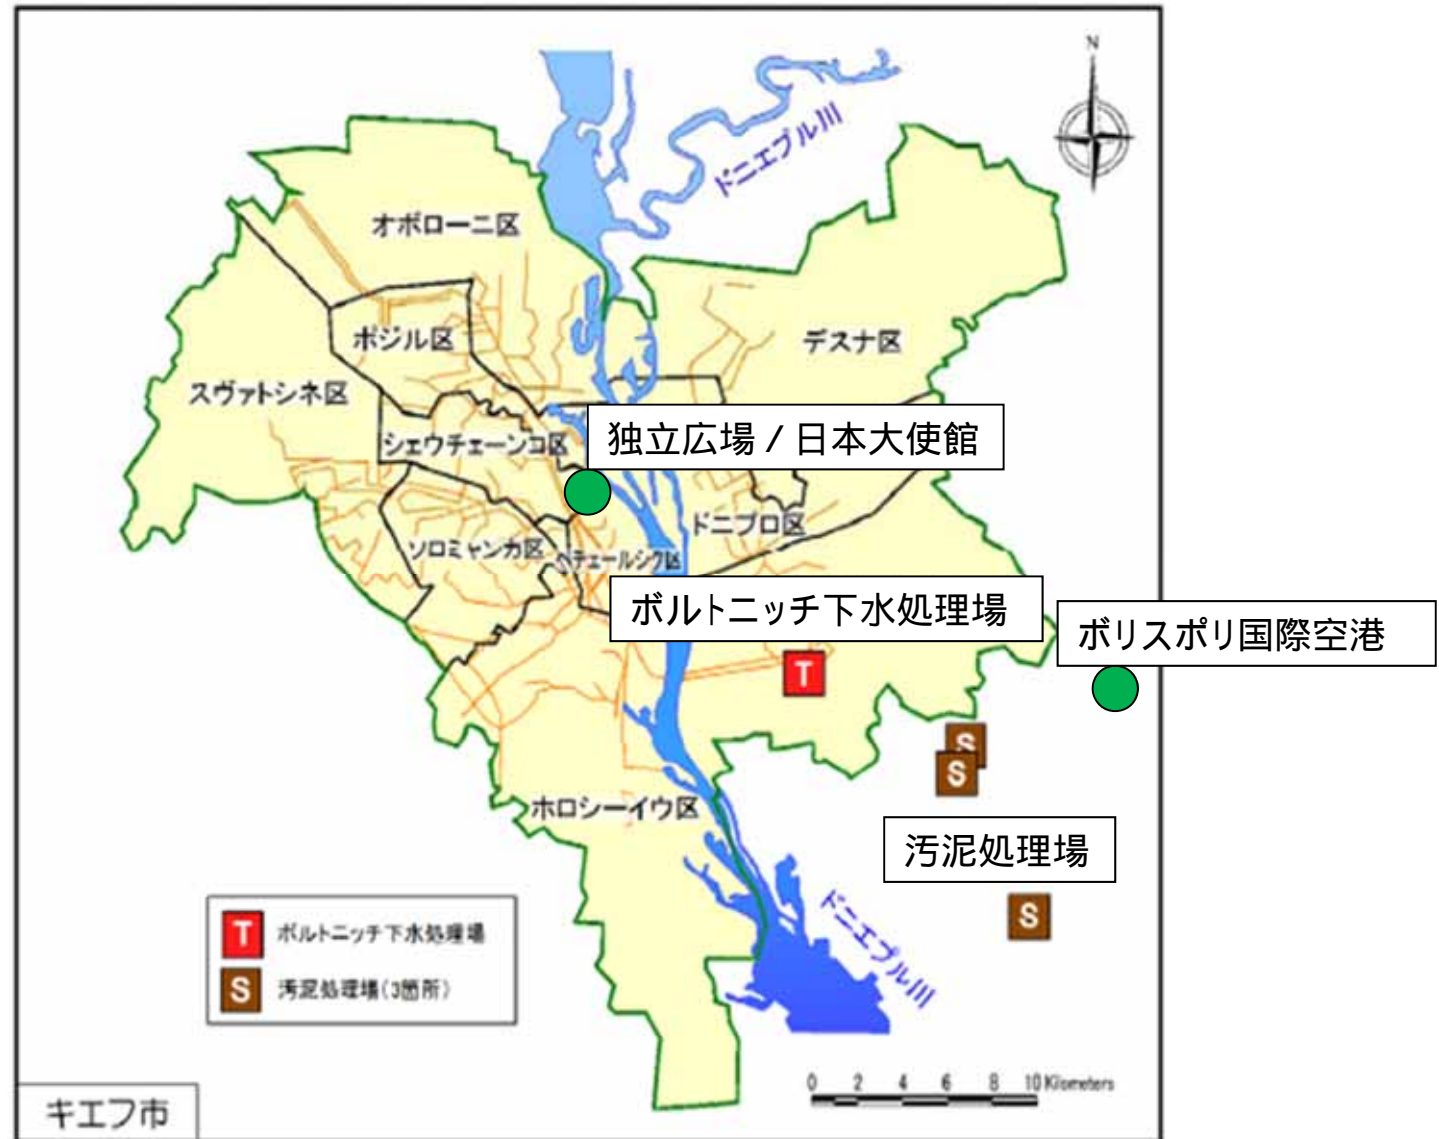 N
ドニエプル川
オボローニ区
ポジル区
デスナ区
スヴァトシネ区
シェウチェーンコ区
独立広場 / 日本大使館
ドニプロ区
ソロミャンカ区
ペチェールシク区
ボルトニッチ下水処理場
ボリスポリ国際空港
T
S
S
ホロシーイウ区
汚泥処理場
S
ドニエプル川
T ボルトニッチ下水処理場
S 汚泥処理場(3箇所)
0 2 4 6 8 10 Kilometers
キエフ市